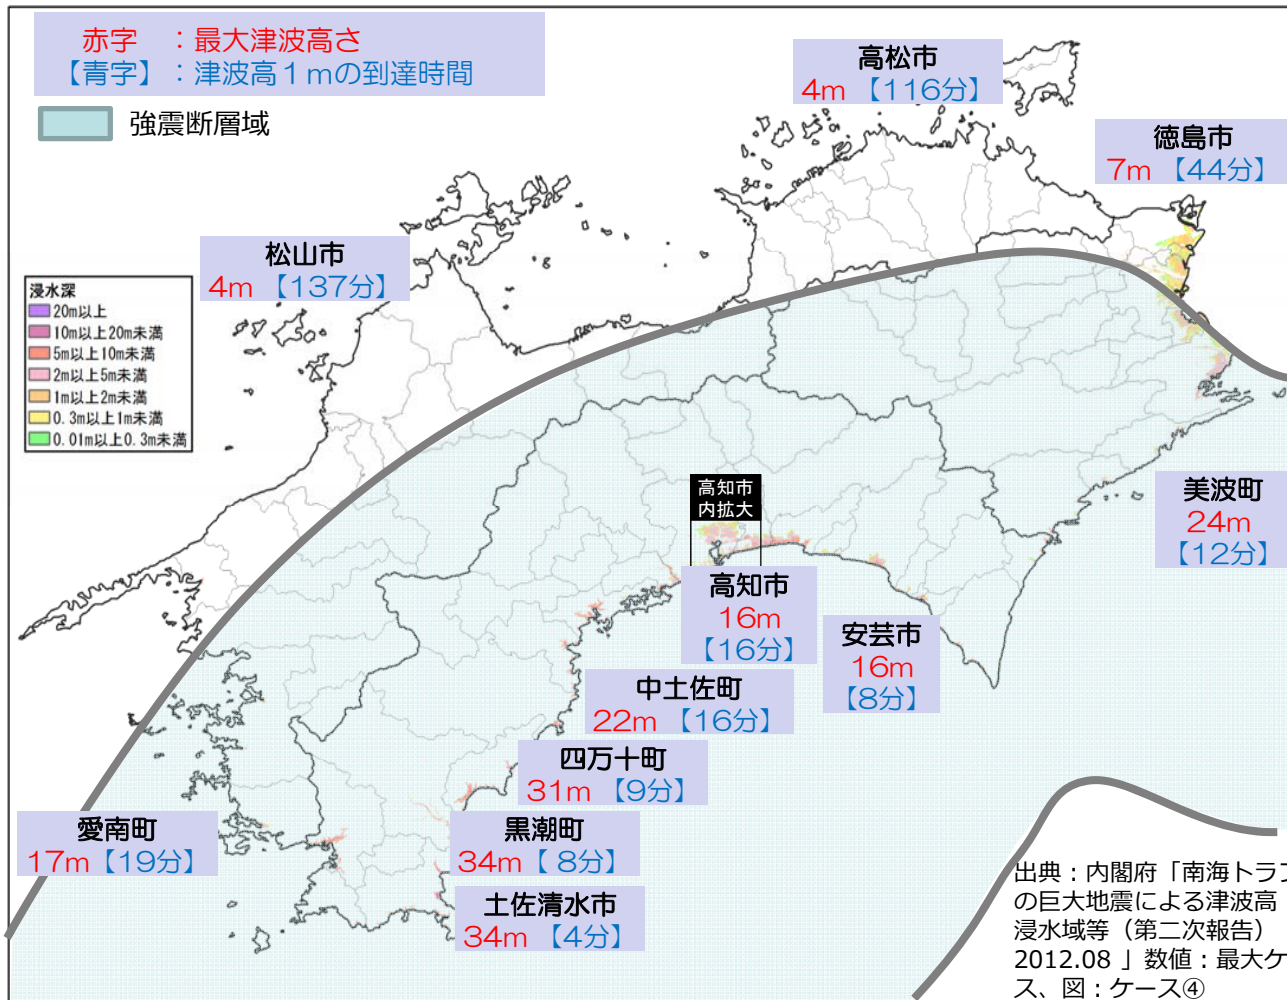 赤字　：最大津波高さ
【青字】：津波高１ｍの到達時間
強震断層域
高松市
4m 【116分】
徳島市
7m 【44分】
松山市
4m 【137分】
浸水深
20m以上
10m以上20m未満
5m以上10m未満
2m以上5m未満
1m以上2m未満
0.3m以上1m未満
0.01m以上0.3m未満
高知市
内拡大
美波町
24m
【12分】
高知市
16m
【16分】
安芸市
16m
【8分】
中土佐町
22m 【16分】
四万十町
31m 【9分】
愛南町
17m【19分】
黒潮町
34m【 8分】
土佐清水市
34m【4分】
出典：内閣府「南海トラフ
の巨大地震による津波高
浸水域等（第二次報告）
2012.08 」数値：最大ケー
ス、図：ケース④